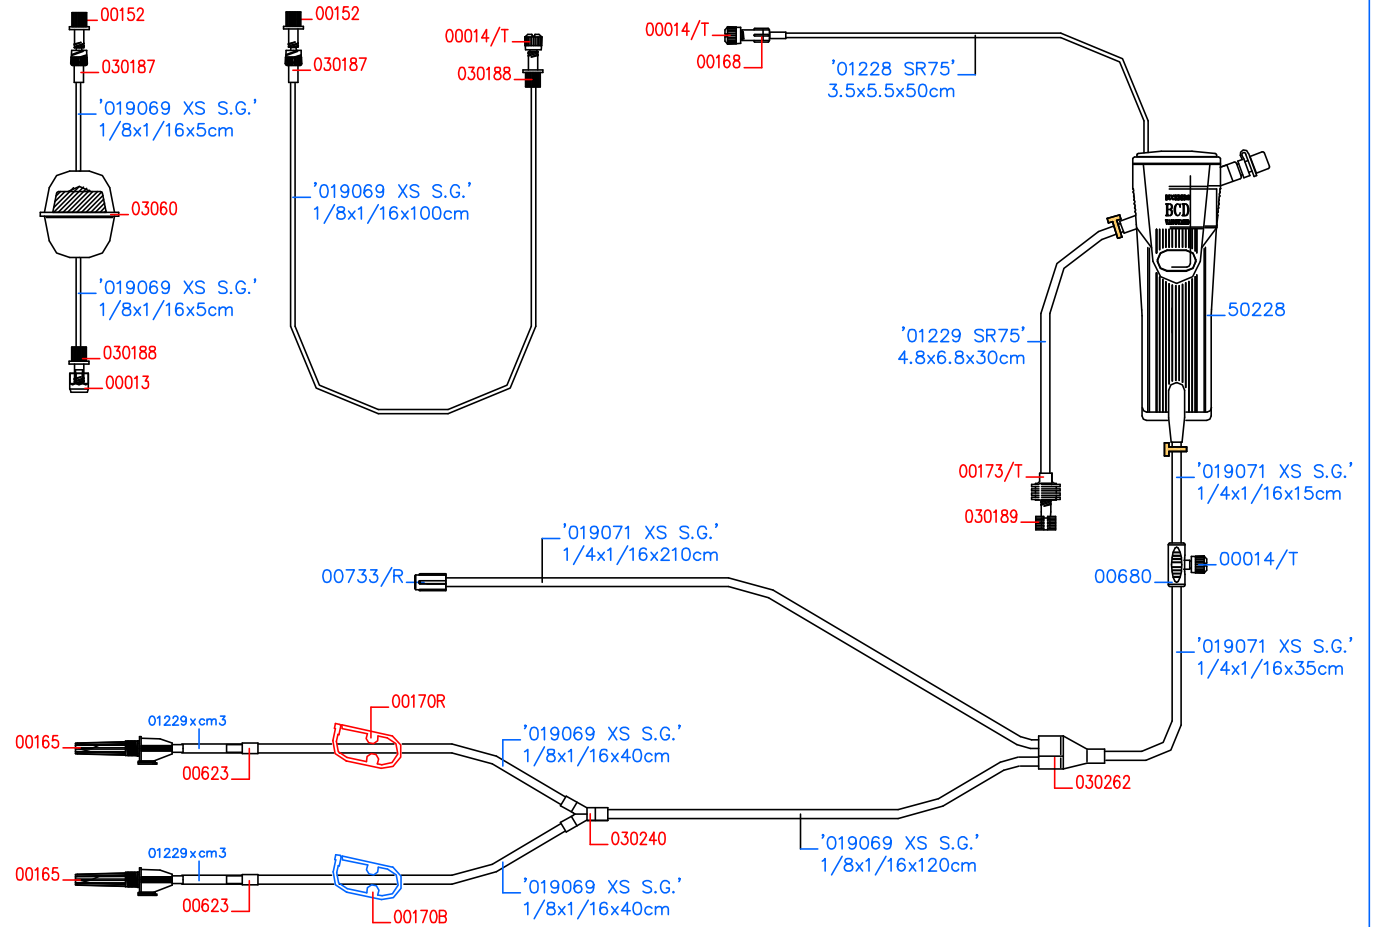 00152
030187
'019069 XS S.G.'
1/8x1/16x5cm
03060
'019069 XS S.G.'
1/8x1/16x5cm
030188
00013
00152
030187
'019069 XS S.G.'
1/8x1/16x100cm
00014/T
030188
00014/T
00168
'01228 SR75'
3.5x5.5x50cm
BCD
50228
'01229 SR75'
4.8x6.8x30cm
00173/T
030189
'019071 XS S.G.'
1/4x1/16x15cm
00680
00014/T
'019071 XS S.G.'
1/4x1/16x35cm
'019071 XS S.G.'
1/4x1/16x210cm
00733/R
030262
00170R
01229xcm3
00165
00623
'019069 XS S.G.'
1/8x1/16x40cm
030240
'019069 XS S.G.'
1/8x1/16x120cm
01229xcm3
00165
00623
00170B
'019069 XS S.G.'
1/8x1/16x40cm